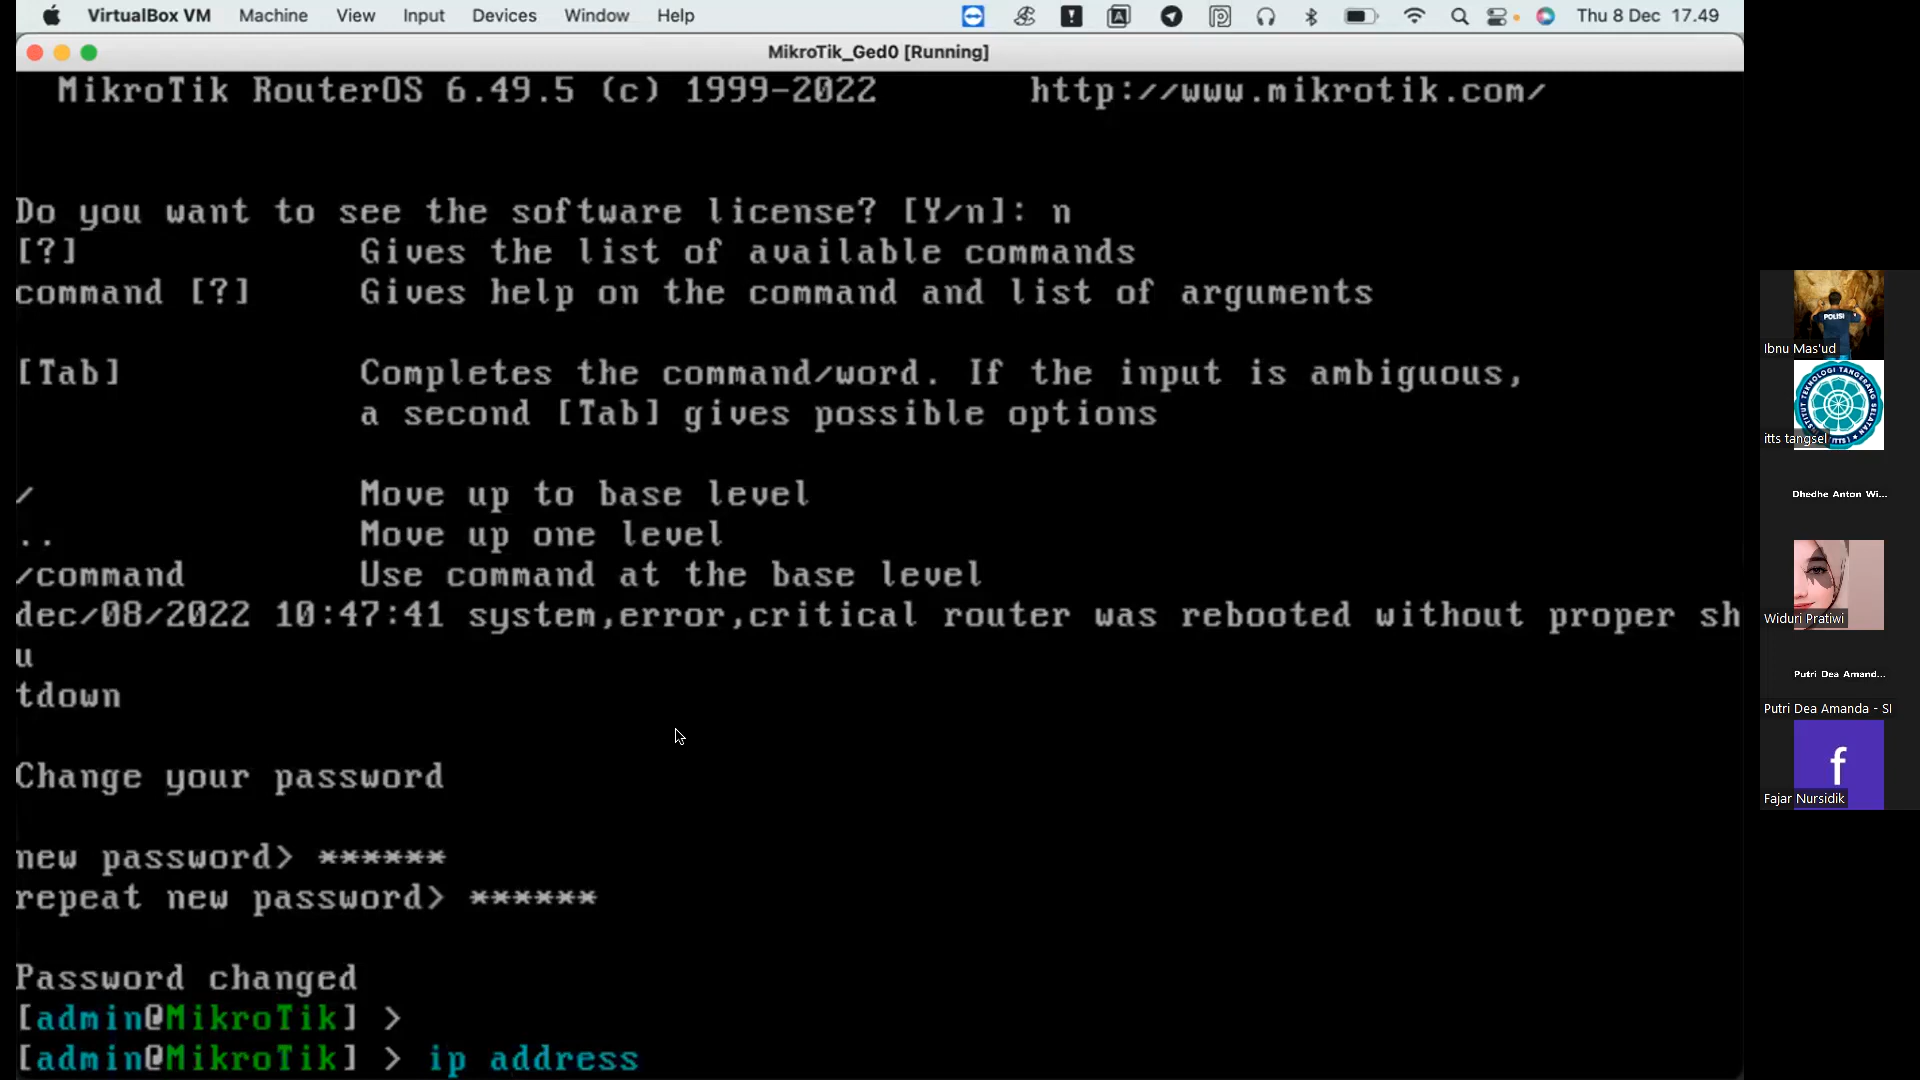 VirtualBox VM Machine View Input Devices Window Help Thu 8 Dec 17.49
MikroTik_Ged0 [Running]
MikroTik RouterOS 6.49.5 (c) 1999-2022 http://www.mikrotik.com/
Do you want to see the software license? [Y/n]: n
[?] Gives the list of available commands
command [?] Gives help on the command and list of arguments
[Tab] Completes the command/word. If the input is ambiguous,
a second [Tab] gives possible options
/ Move up to base level
.. Move up one level
/command Use command at the base level
dec/08/2022 10:47:41 system,error,critical router was rebooted without proper sh
u
tdown
Change your password
new password> ******
repeat new password> ******
Password changed
[admin@MikroTik] >
[admin@MikroTik] > ip address
POLISI
Ibnu Mas'ud
INSTITUT TEKNOLOGI TANGERANG SELATAN (ITTS)
itts tangsel
Dhedhe Anton Wi...
Widuri Pratiwi
Putri Dea Amand...
Putri Dea Amanda - SI
f
Fajar Nursidik